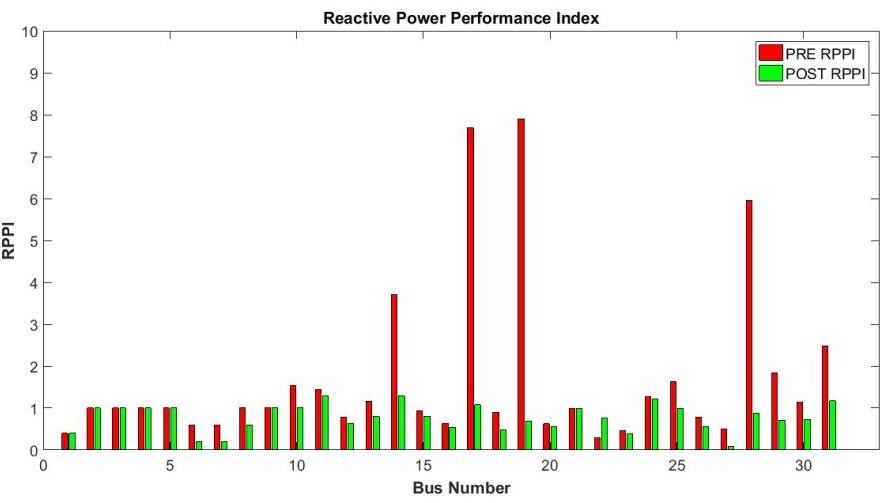 Reactive Power Performance Index
10
9
8
7
6
5
4
3
2
1
0
RPPI
PRE RPPI
POST RPPI
0 5 10 15 20 25 30
Bus Number